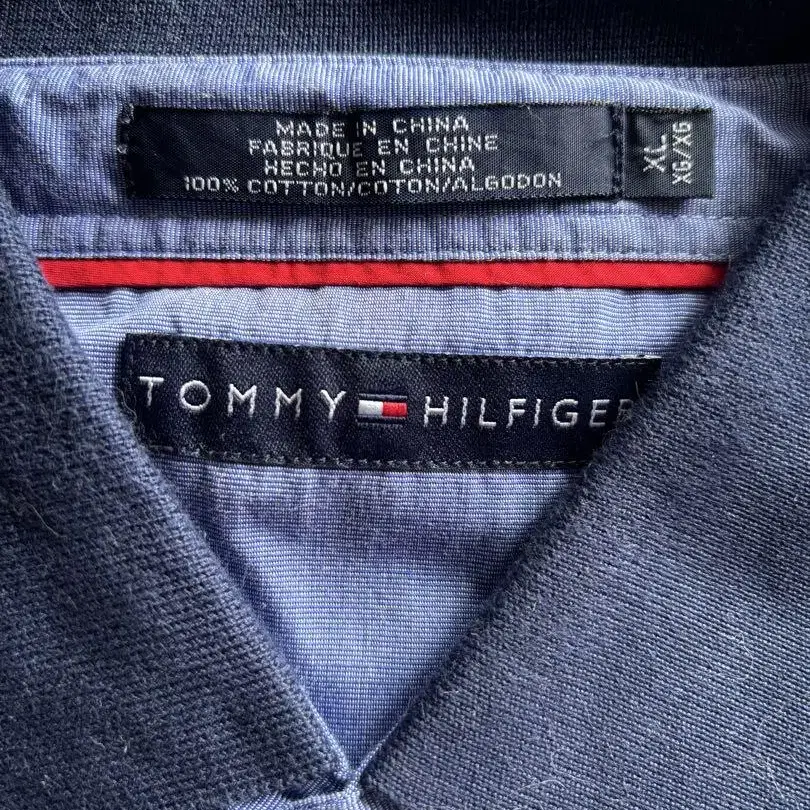 MADE IN CHINA
FABRIQUE EN CHINE
HECHO EN CHINA
100% COTTON/COTON/ALGODON
XL
XG/XG
TOMMY HILFIGER